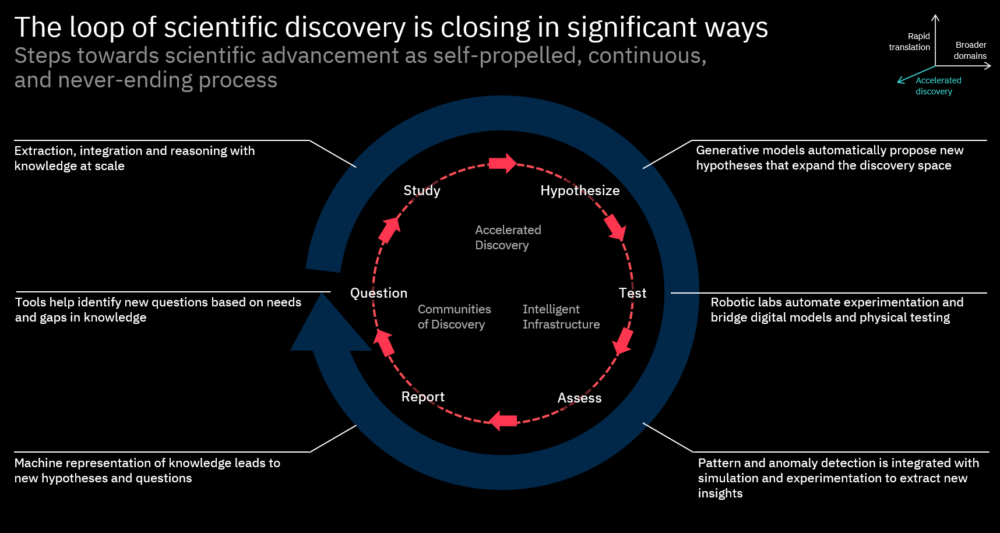 The loop of scientific discovery is closing in significant ways
Steps towards scientific advancement as self-propelled, continuous,
and never-ending process
Rapid
translation
Broader
domains
Accelerated
discovery
Extraction, integration and reasoning with
knowledge at scale
Generative models automatically propose new
hypotheses that expand the discovery space
Study
Hypothesize
Accelerated
Discovery
Question
Test
Tools help identify new questions based on needs
and gaps in knowledge
Communities
of Discovery
Intelligent
Infrastructure
Robotic labs automate experimentation and
bridge digital models and physical testing
Report
Assess
Machine representation of knowledge leads to
new hypotheses and questions
Pattern and anomaly detection is integrated with
simulation and experimentation to extract new
insights